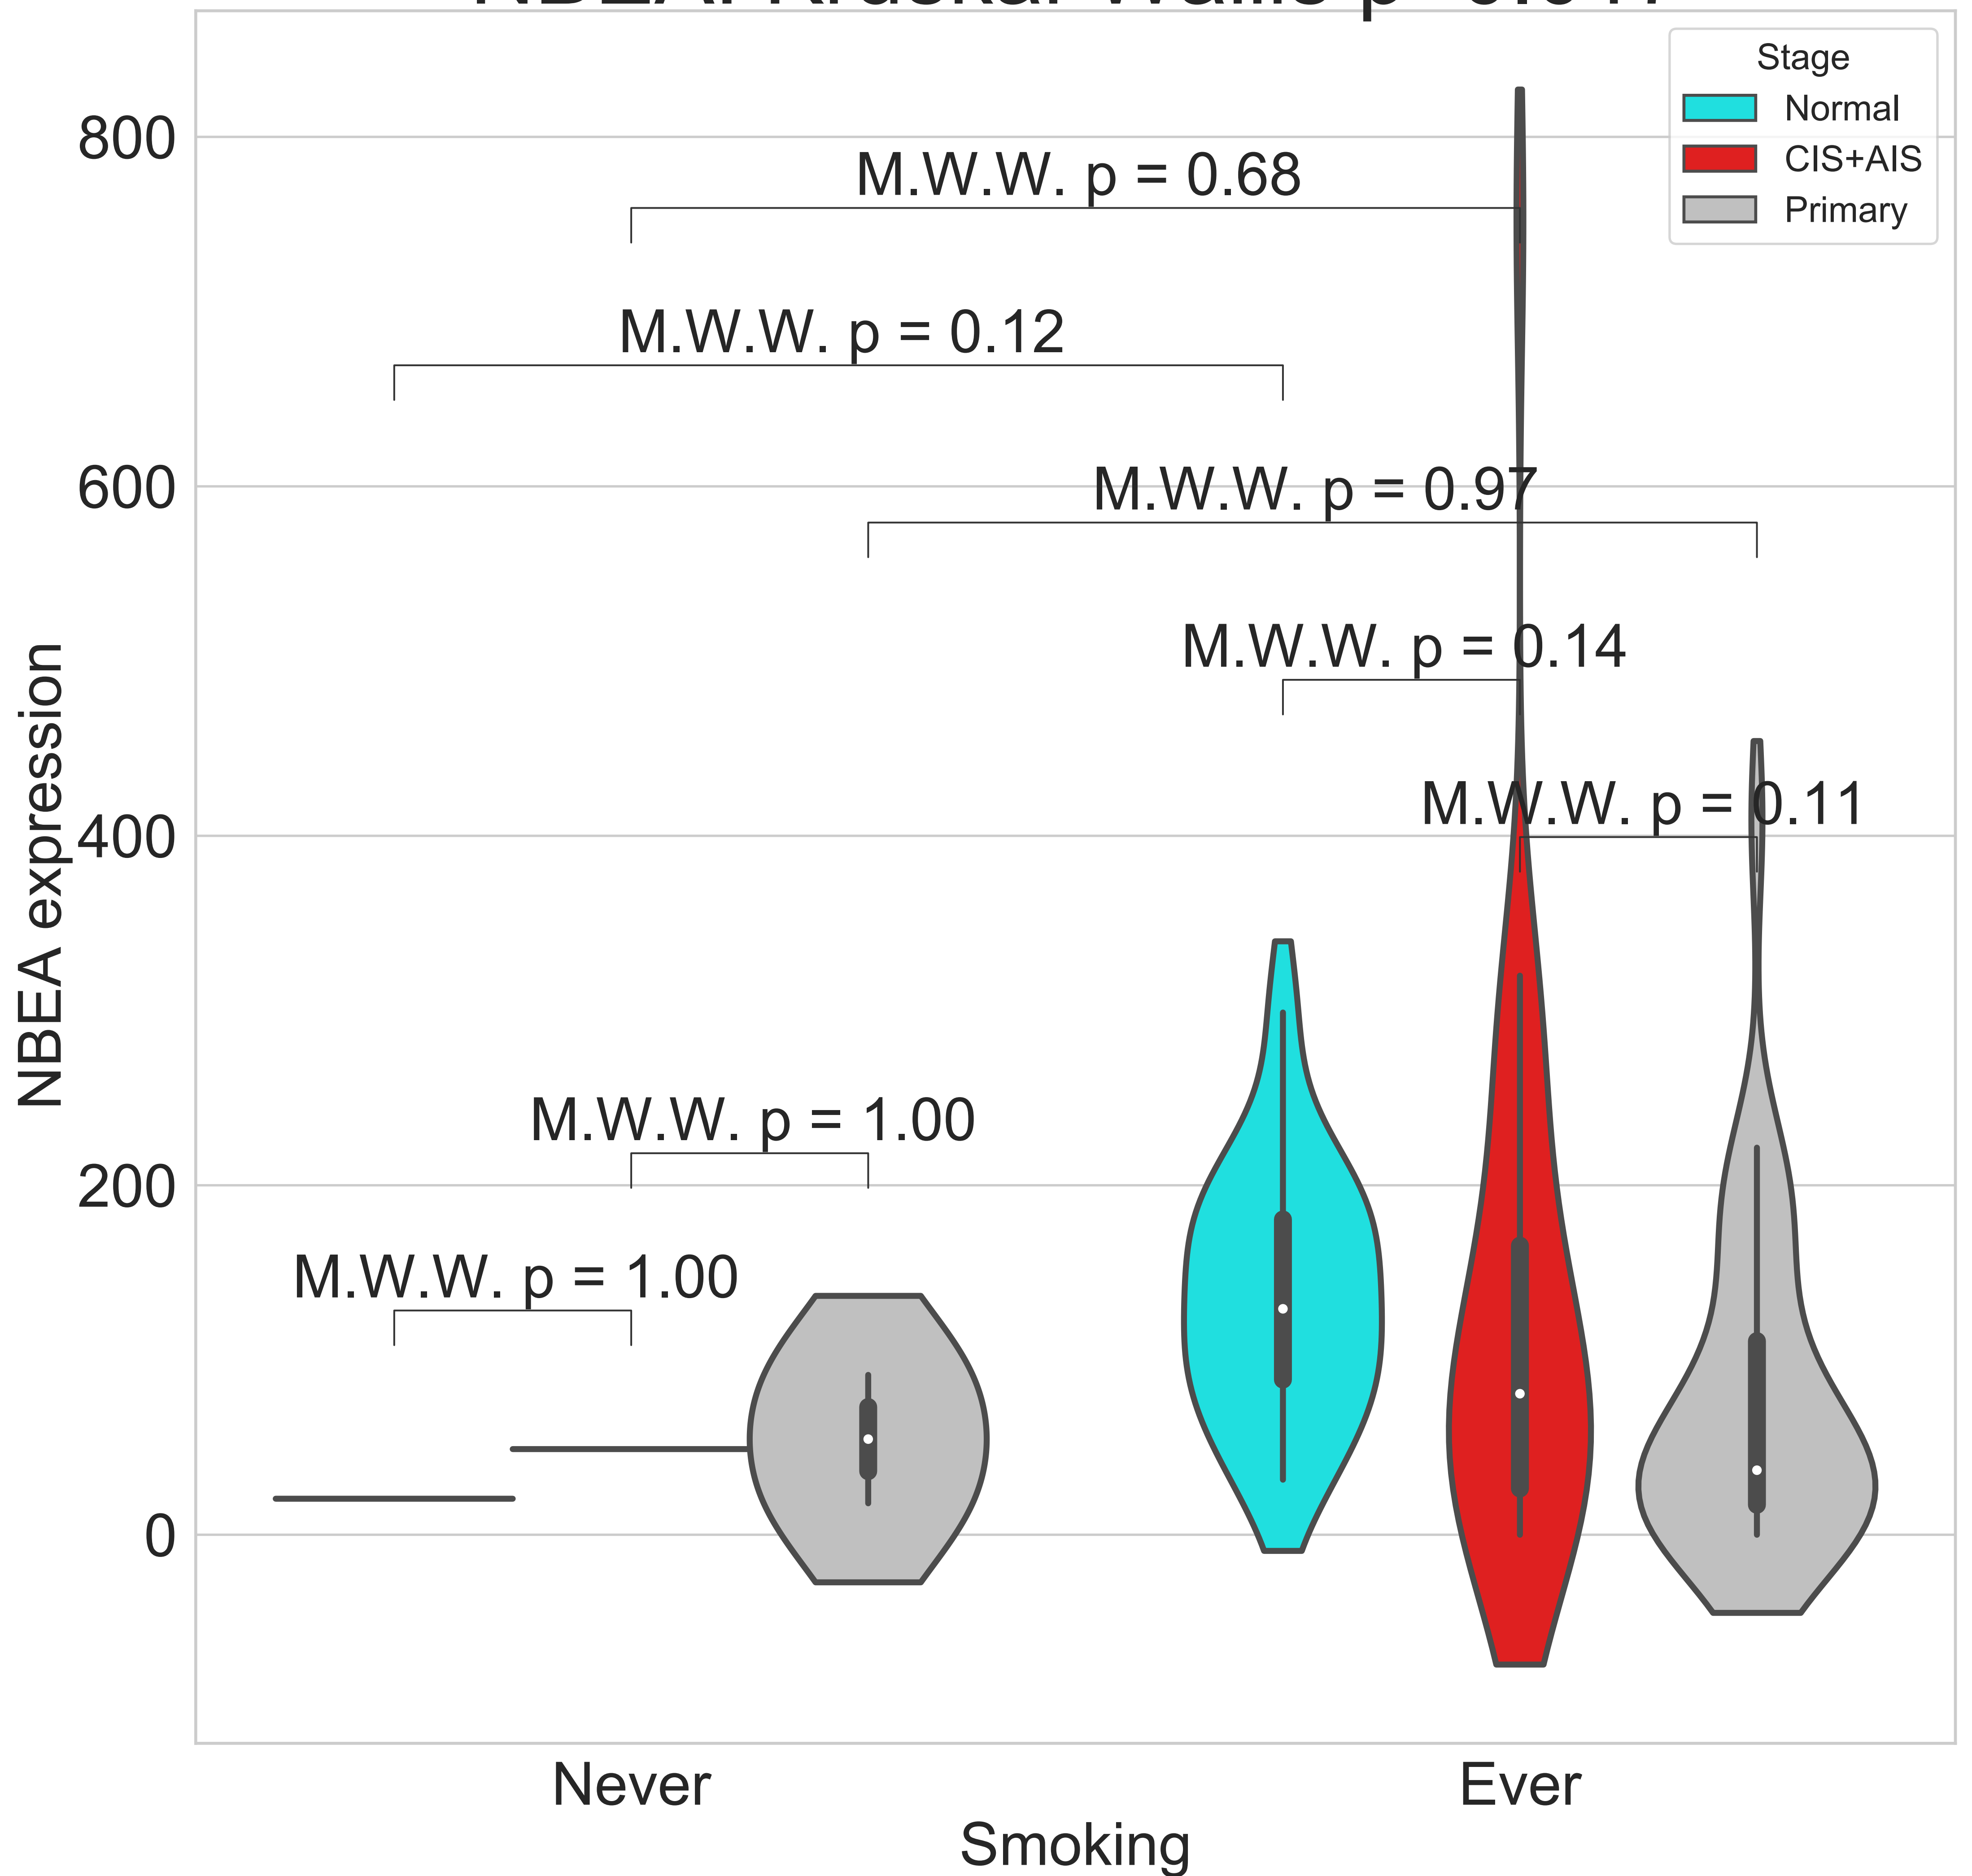 Stage
Normal
CIS+AIS
Primary
800
M.W.W. p = 0.68
M.W.W. p = 0.12
600
M.W.W. p = 0.97
M.W.W. p = 0.14
400
M.W.W. p = 0.11
NBEA expression
200
M.W.W. p = 1.00
M.W.W. p = 1.00
0
Never
Ever
Smoking